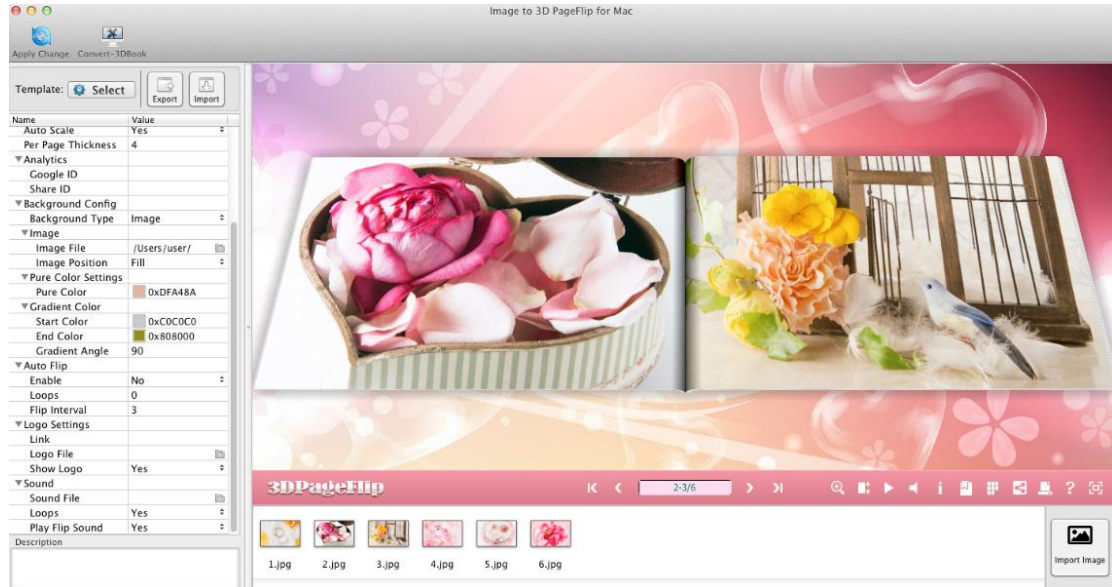 Image to 3D PageFlip for Mac
Apply Change Convert-3DBook
Template: Select Export Import
Name Value
Auto Scale Yes
Per Page Thickness 4
Analytics
Google ID
Share ID
Background Config
Background Type Image
Image
Image File /Users/user/
Image Position Fill
Pure Color Settings
Pure Color 0xDFA48A
Gradient Color
Start Color 0xC0C0C0
End Color 0x808000
Gradient Angle 90
Auto Flip
Enable No
Loops 0
Flip Interval 3
Logo Settings
Link
Logo File
Show Logo Yes
Sound
Sound File
Loops Yes
Play Flip Sound Yes
Description
3DPageFlip 2-3/6
1.jpg 2.jpg 3.jpg 4.jpg 5.jpg 6.jpg
Import Image